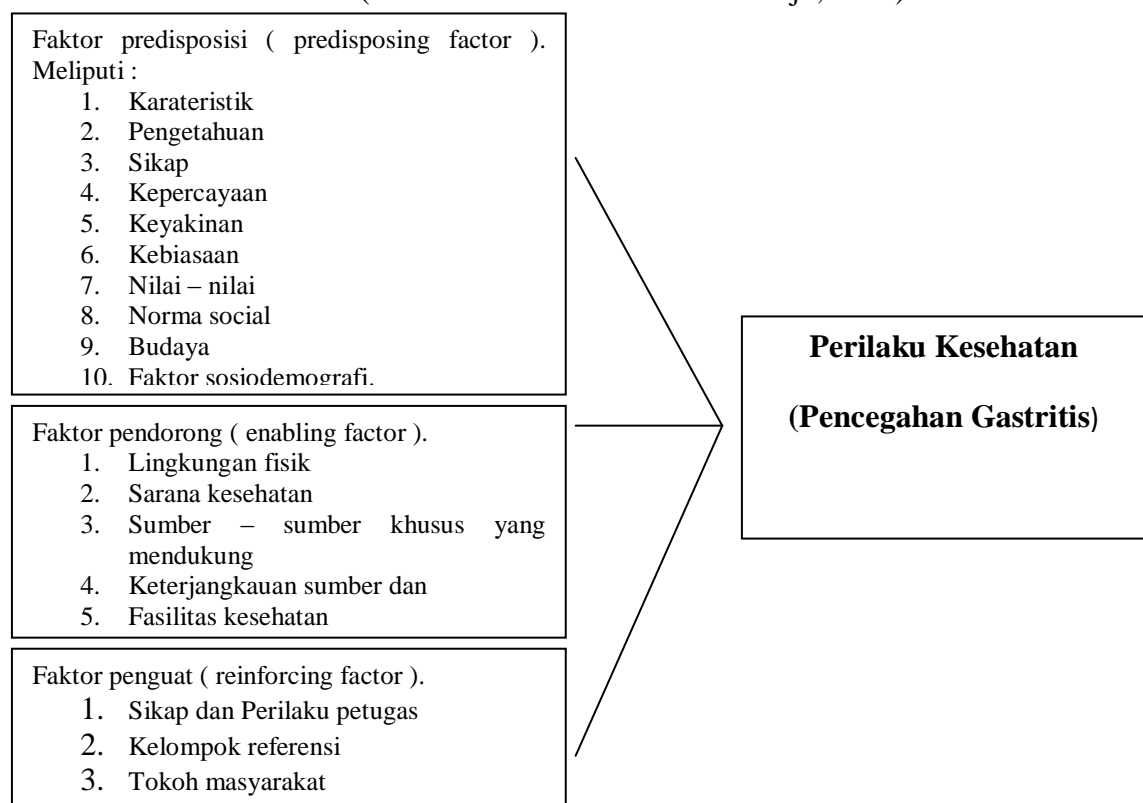 Faktor predisposisi ( predisposing factor ).
Meliputi :
1. Karateristik
2. Pengetahuan
3. Sikap
4. Kepercayaan
5. Keyakinan
6. Kebiasaan
7. Nilai – nilai
8. Norma social
9. Budaya
10. Faktor sosiodemografi.
Faktor pendorong ( enabling factor ).
1. Lingkungan fisik
2. Sarana kesehatan
3. Sumber – sumber khusus yang
mendukung
4. Keterjangkauan sumber dan
5. Fasilitas kesehatan
Faktor penguat ( reinforcing factor ).
1. Sikap dan Perilaku petugas
2. Kelompok referensi
3. Tokoh masyarakat
Perilaku Kesehatan
(Pencegahan Gastritis)